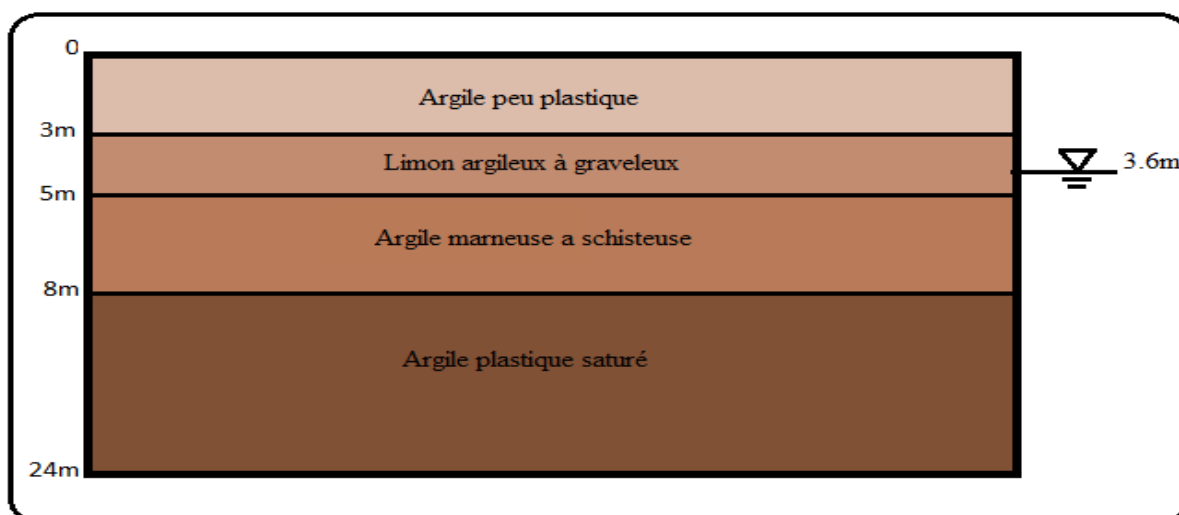 0
Argile peu plastique
3m
Limon argileux à graveleux
3.6m
5m
Argile marneuse a schisteuse
8m
Argile plastique saturé
24m